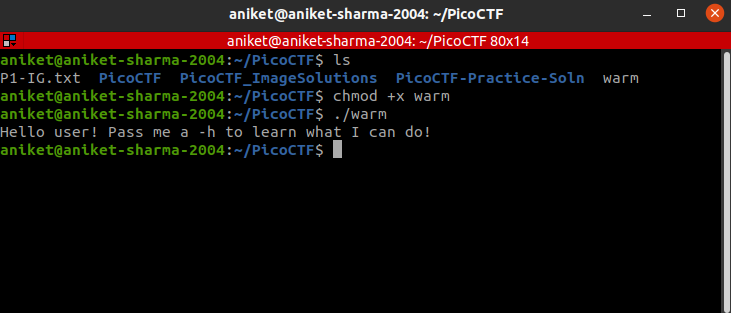 aniket@aniket-sharma-2004: ~/PicoCTF
aniket@aniket-sharma-2004: ~/PicoCTF 80x14
aniket@aniket-sharma-2004:~/PicoCTF$ ls
P1-IG.txt  PicoCTF  PicoCTF_ImageSolutions  PicoCTF-Practice-Soln  warm
aniket@aniket-sharma-2004:~/PicoCTF$ chmod +x warm
aniket@aniket-sharma-2004:~/PicoCTF$ ./warm
Hello user! Pass me a -h to learn what I can do!
aniket@aniket-sharma-2004:~/PicoCTF$